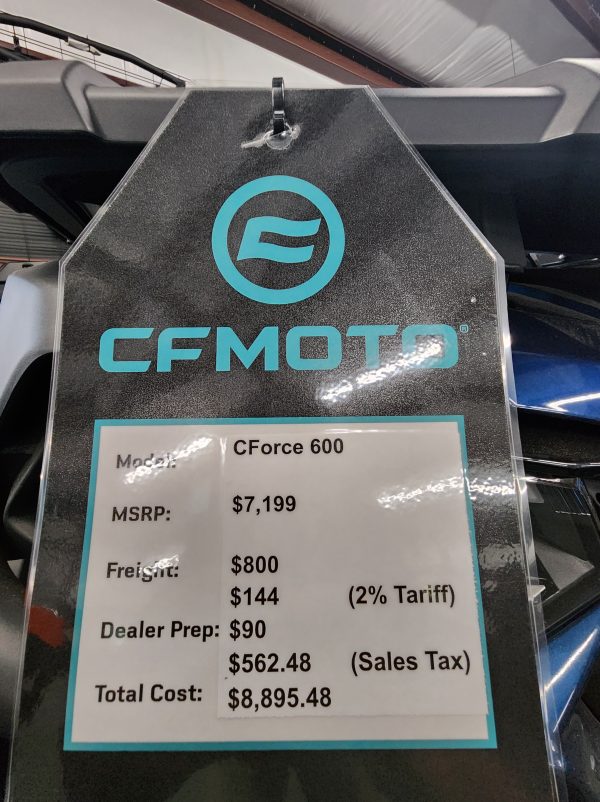 CFMOTO®
Model: CForce 600
MSRP: $7,199
Freight: $800
$144 (2% Tariff)
Dealer Prep: $90
$562.48 (Sales Tax)
Total Cost: $8,895.48